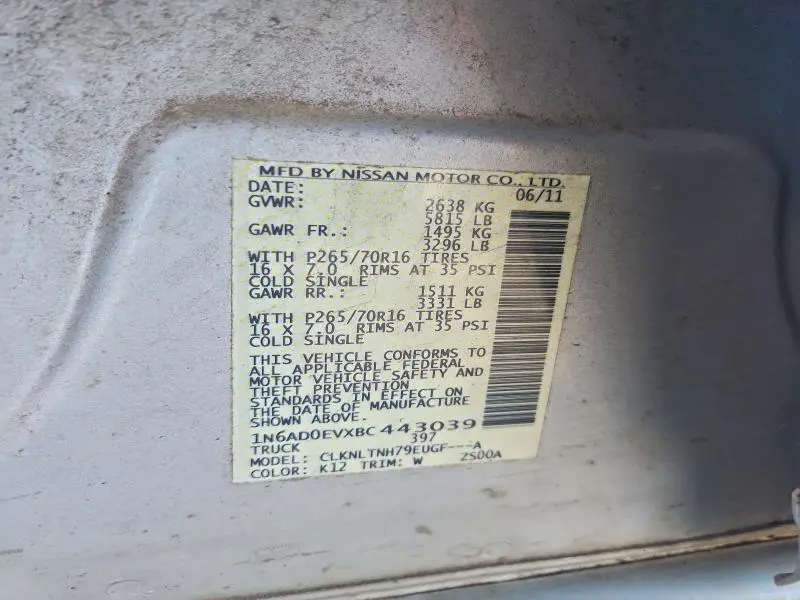 MFD BY NISSAN MOTOR CO., LTD.
DATE: 06/11
GVWR: 2638 KG
5815 LB
GAWR FR.: 1495 KG
3296 LB
WITH P265/70R16 TIRES
16 X 7.0 RIMS AT 35 PSI
COLD SINGLE
GAWR RR.: 1511 KG
3331 LB
WITH P265/70R16 TIRES
16 X 7.0 RIMS AT 35 PSI
COLD SINGLE
THIS VEHICLE CONFORMS TO
ALL APPLICABLE FEDERAL
MOTOR VEHICLE SAFETY AND
THEFT PREVENTION
STANDARDS IN EFFECT ON
THE DATE OF MANUFACTURE
SHOWN ABOVE.
1N6AD0EVXBC443039
TRUCK 397
MODEL: CLKNLTNH79EUGF---A
COLOR: K12 TRIM: W ZS00A